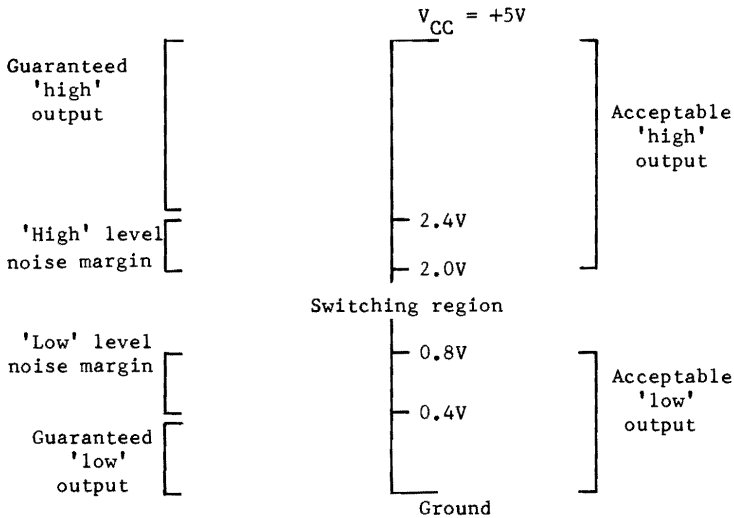 V_CC = +5V
Guaranteed
'high'
output
Acceptable
'high'
output
2.4V
'High' level
noise margin
2.0V
Switching region
'Low' level
noise margin
0.8V
Acceptable
'low'
output
0.4V
Guaranteed
'low'
output
Ground